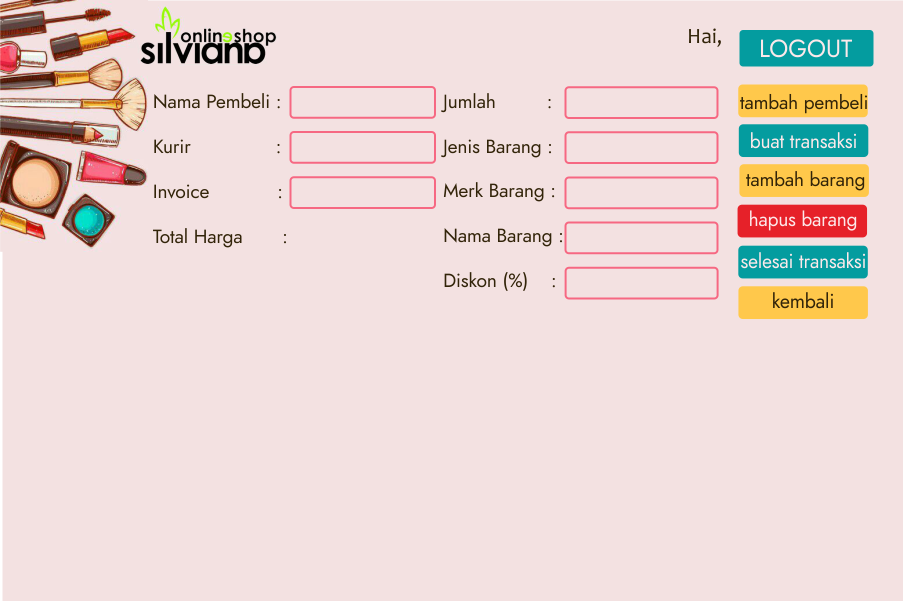 onlineshop
silviana
Hai,
LOGOUT
Nama Pembeli :
Jumlah :
tambah pembeli
Kurir :
Jenis Barang :
buat transaksi
Invoice :
Merk Barang :
tambah barang
Total Harga :
Nama Barang :
hapus barang
Diskon (%) :
selesai transaksi
kembali